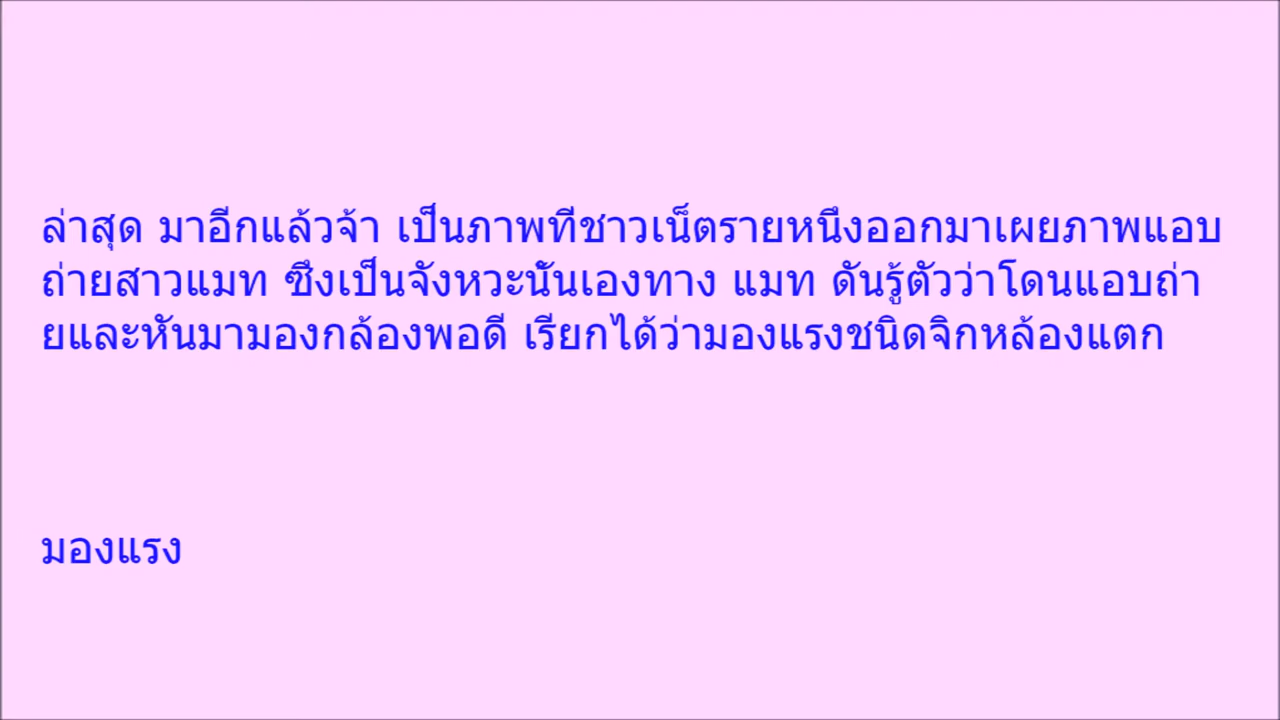 ล่าสุด มาอีกแล้วจ้า เป็นภาพที่ชาวเน็ตรายหนึ่งออกมาเผยภาพแอบ
ถ่ายสาวแมท ซึ่งเป็นจังหวะนั้นเองทาง แมท ดันรู้ตัวว่าโดนแอบถ่า
ยและหันมามองกล้องพอดี เรียกได้ว่ามองแรงชนิดจิกหล้องแตก
มองแรง